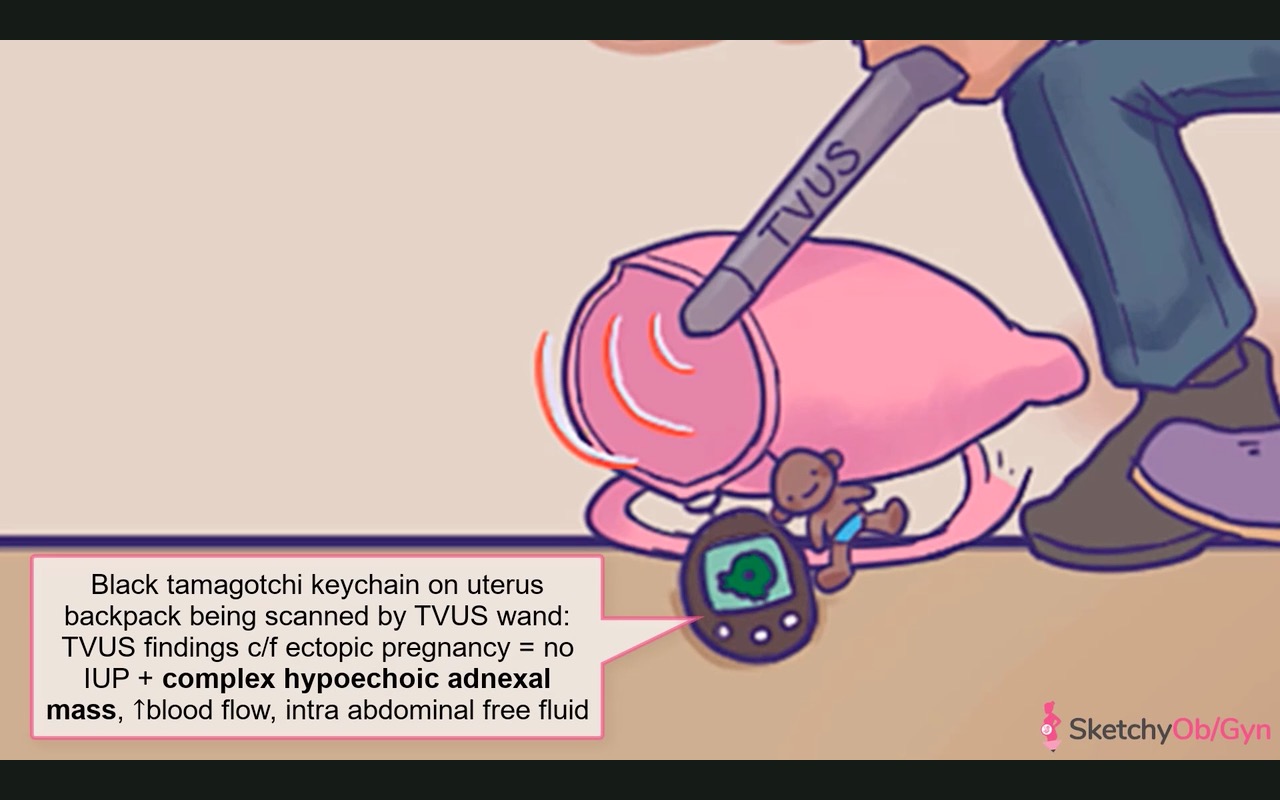 TVUS
Black tamagotchi keychain on uterus
backpack being scanned by TVUS wand:
TVUS findings c/f ectopic pregnancy = no
IUP + complex hypoechoic adnexal
mass, ↑blood flow, intra abdominal free fluid
SketchyOb/Gyn